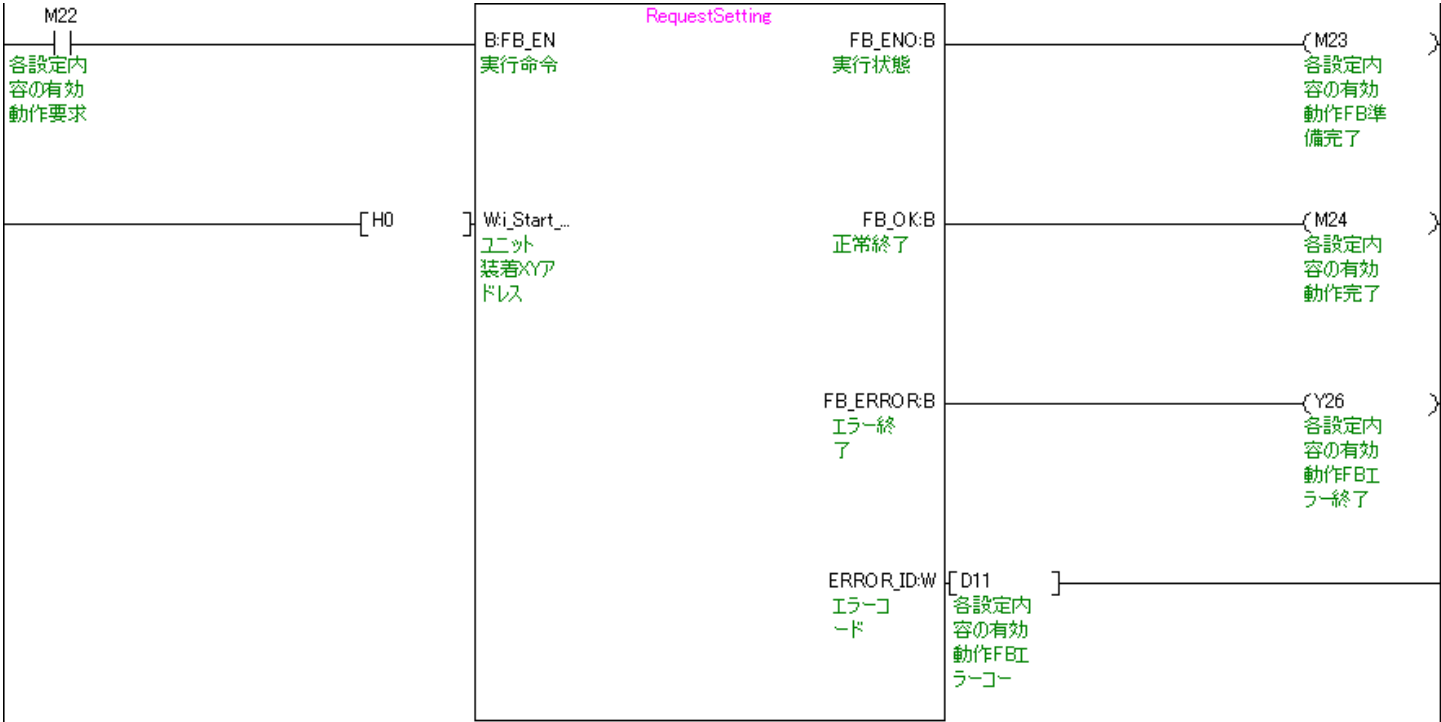 M22
各設定内
容の有効
動作要求
RequestSetting
B:FB_EN
実行命令
FB_ENO:B
実行状態
M23
各設定内
容の有効
動作FB準
備完了
H0
W:i_Start_...
ユニット
装着XYア
ドレス
FB_OK:B
正常終了
M24
各設定内
容の有効
動作完了
FB_ERROR:B
エラー終
了
Y26
各設定内
容の有効
動作FBエ
ラー終了
ERROR_ID:W
エラーコ
ード
D11
各設定内
容の有効
動作FBエ
ラーコー